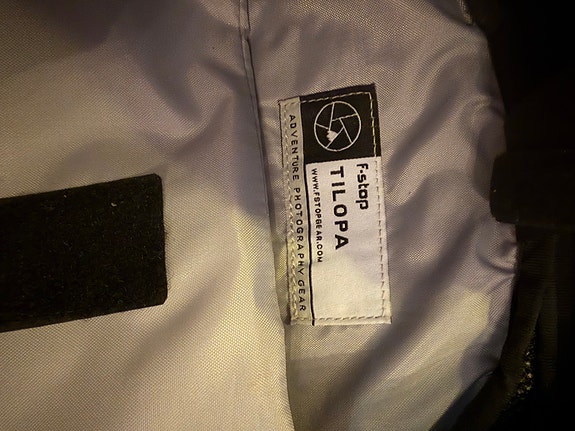 f-stop
TILOPA
WWW.FSTOPGEAR.COM
ADVENTURE PHOTOGRAPHY GEAR